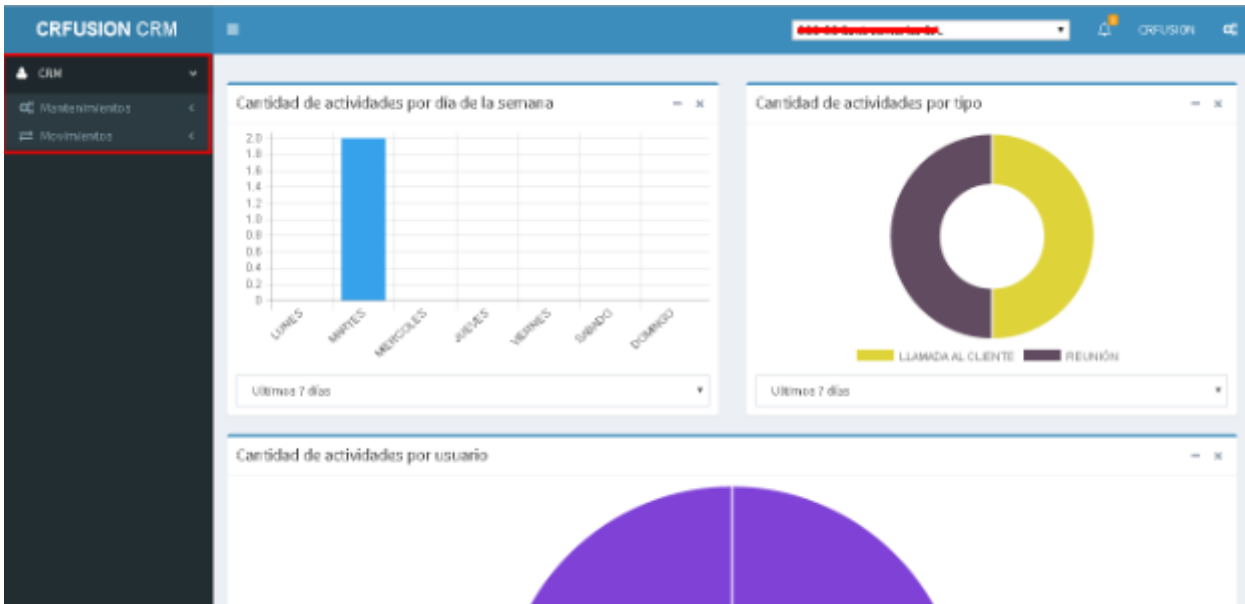 CRFUSION CRM
CRFUSION
CRM
Mantenimientos
Movimientos
Cantidad de actividades por día de la semana
2.0
1.8
1.6
1.4
1.2
1.0
0.8
0.6
0.4
0.2
0
LUNES
MARTES
MIERCOLES
JUEVES
VIERNES
SABADO
DOMINGO
Ultimos 7 días
Cantidad de actividades por tipo
LLAMADA AL CLIENTE
REUNIÓN
Ultimos 7 días
Cantidad de actividades por usuario